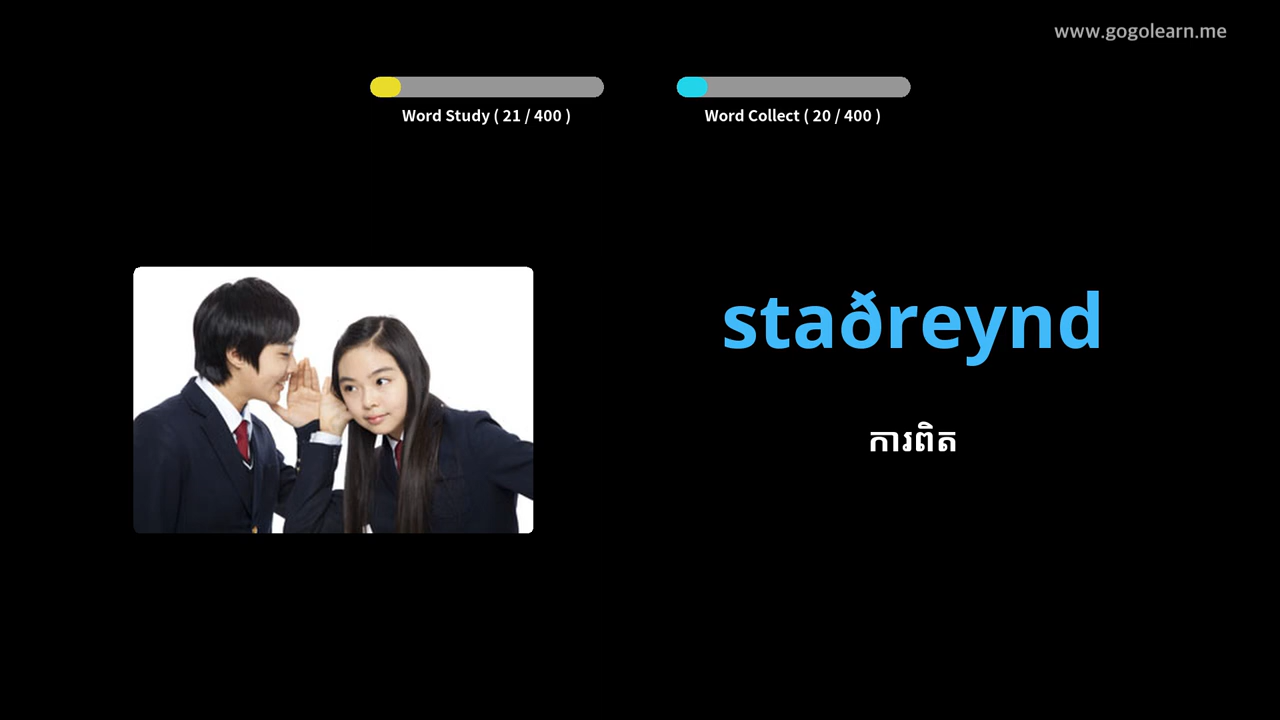 www.gogolearn.me
Word Study ( 21 / 400 )
Word Collect ( 20 / 400 )
staðreynd
ការពិត